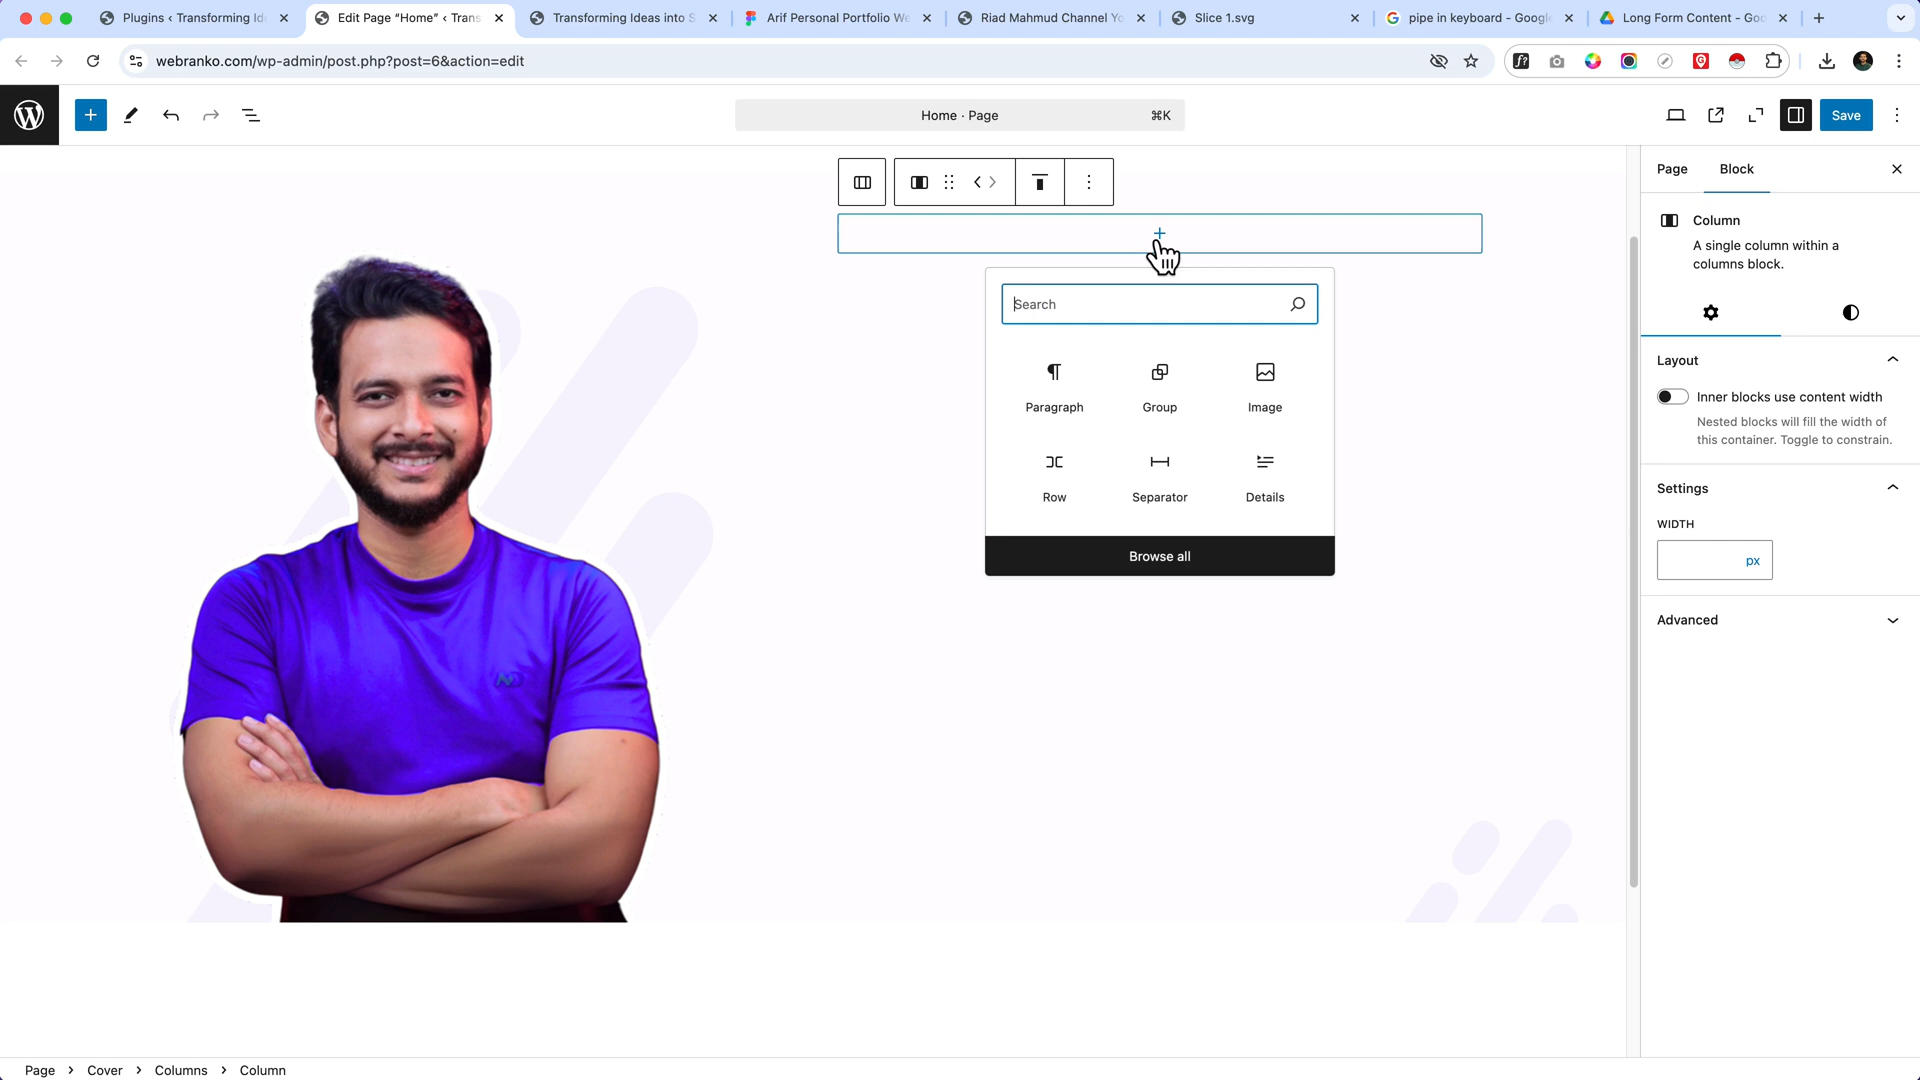 Plugins ‹ Transforming Id
Edit Page “Home” ‹ Trans
Transforming Ideas into S
Arif Personal Portfolio We
Riad Mahmud Channel Yo
Slice 1.svg
pipe in keyboard - Google
Long Form Content - Goo
webranko.com/wp-admin/post.php?post=6&action=edit
Home · Page
⌘K
Save
Page
Block
Column
A single column within a
columns block.
Search
Layout
Inner blocks use content width
Nested blocks will fill the width of
this container. Toggle to constrain.
Paragraph
Group
Image
Row
Separator
Details
Browse all
Settings
WIDTH
px
Advanced
Page › Cover › Columns › Column